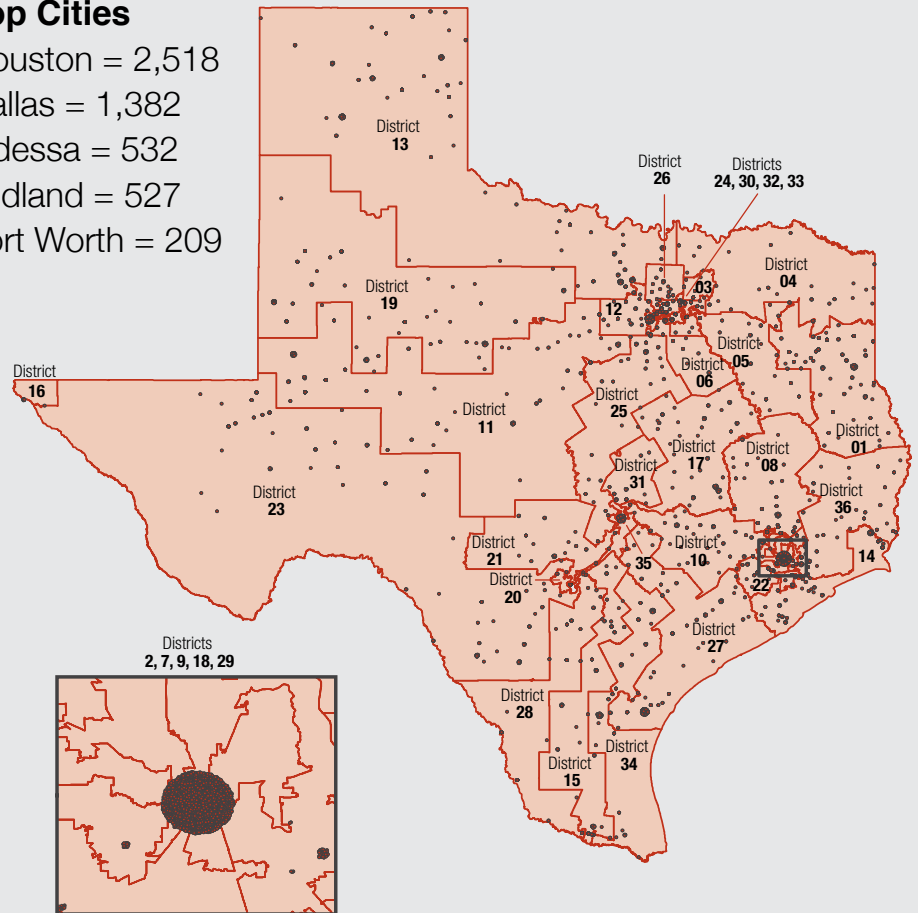 op Cities
ouston = 2,518
allas = 1,382
dessa = 532
dland = 527
ort Worth = 209
District
13
District
26
Districts
24, 30, 32, 33
District
04
03
District
19
12
District
05
District
06
District
16
District
25
District
11
District
17
District
08
District
01
District
31
District
36
District
23
District
21
District
10
35
14
District
20
22
District
27
Districts
2, 7, 9, 18, 29
District
28
District
34
District
15